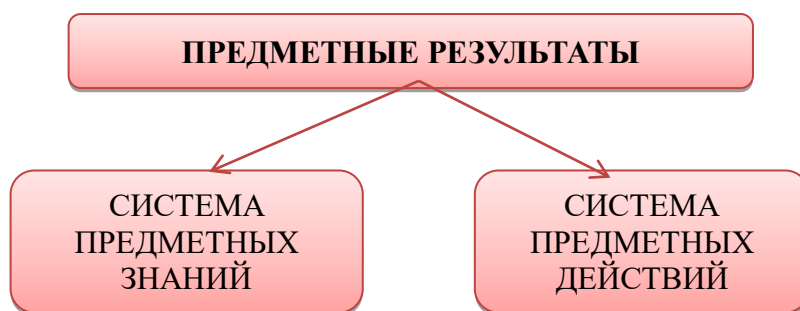 ПРЕДМЕТНЫЕ РЕЗУЛЬТАТЫ
СИСТЕМА
ПРЕДМЕТНЫХ
ЗНАНИЙ
СИСТЕМА
ПРЕДМЕТНЫХ
ДЕЙСТВИЙ